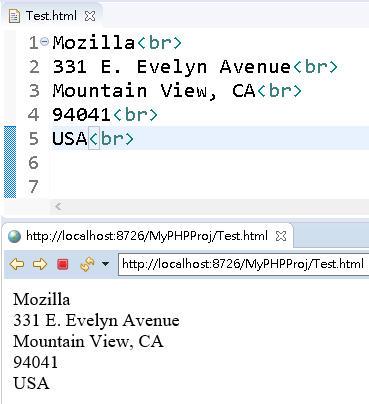 Test.html
1 Mozilla<br>
2 331 E. Evelyn Avenue<br>
3 Mountain View, CA<br>
4 94041<br>
5 USA<br>
6
7
http://localhost:8726/MyPHPProj/Test.html
http://localhost:8726/MyPHPProj/Test.html
Mozilla
331 E. Evelyn Avenue
Mountain View, CA
94041
USA